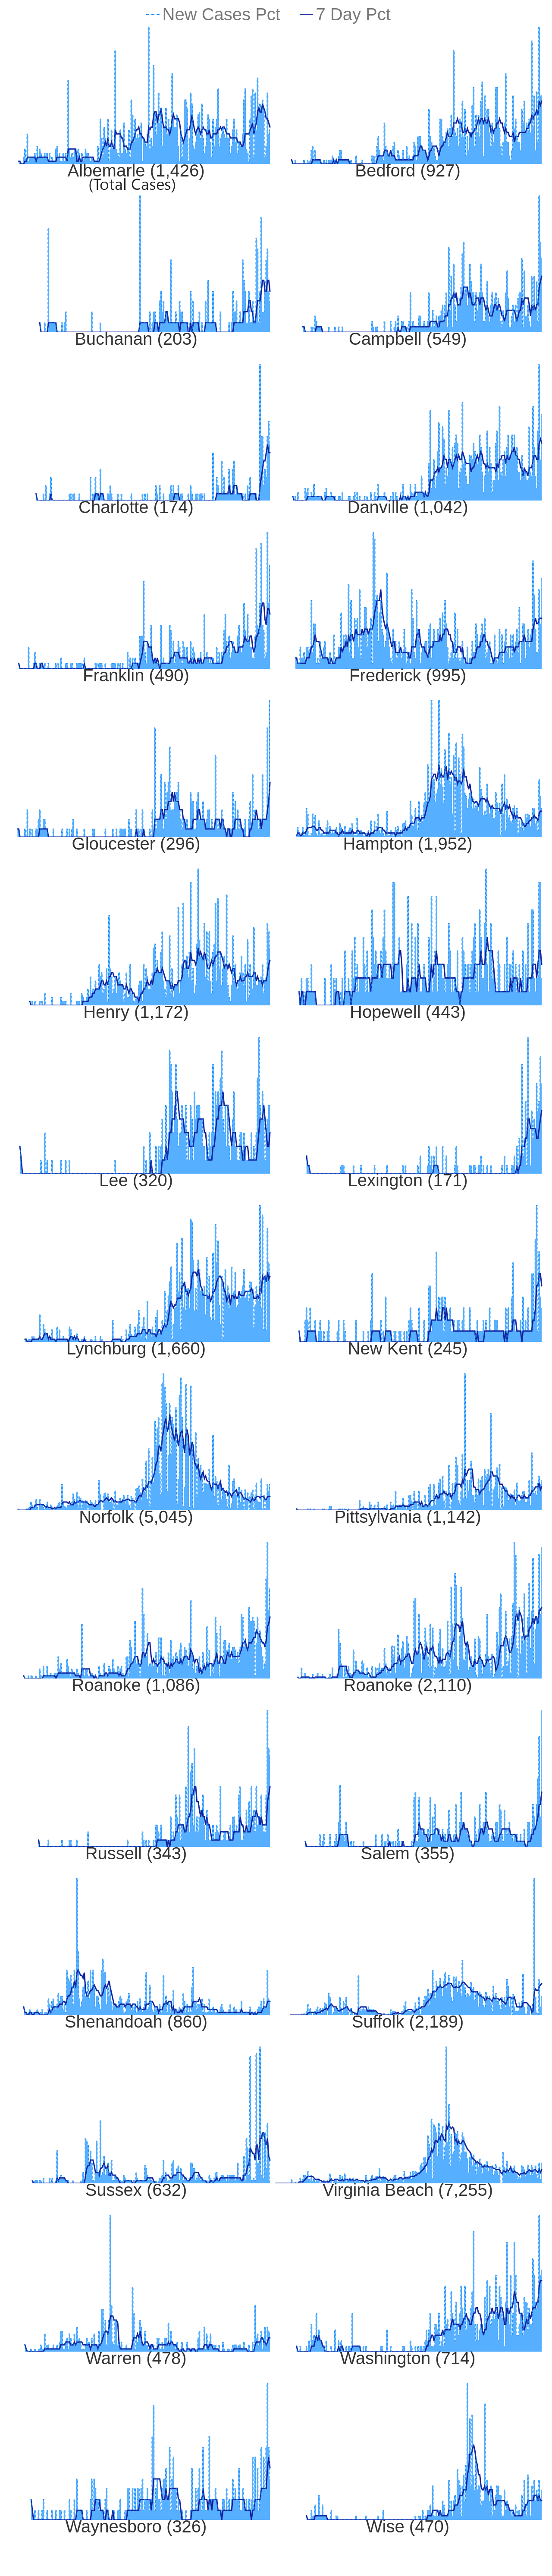 New Cases Pct 7 Day Pct
Albemarle (1,426) Bedford (927)
(Total Cases)
Buchanan (203) Campbell (549)
Charlotte (174) Danville (1,042)
Franklin (490) Frederick (995)
Gloucester (296) Hampton (1,952)
Henry (1,172) Hopewell (443)
Lee (320) Lexington (171)
Lynchburg (1,660) New Kent (245)
Norfolk (5,045) Pittsylvania (1,142)
Roanoke (1,086) Roanoke (2,110)
Russell (343) Salem (355)
Shenandoah (860) Suffolk (2,189)
Sussex (632) Virginia Beach (7,255)
Warren (478) Washington (714)
Waynesboro (326) Wise (470)